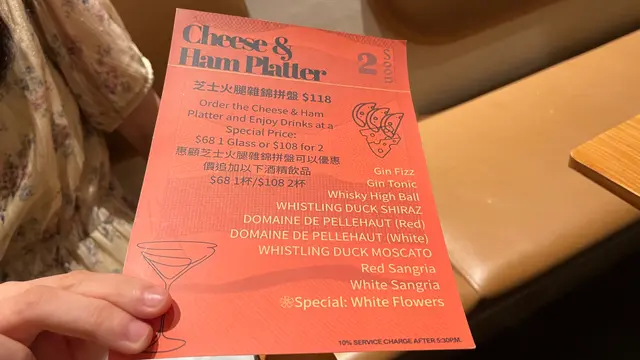 Cheese &
Ham Platter
2
Soon
芝士火腿雜錦拼盤 $118
Order the Cheese & Ham
Platter and Enjoy Drinks at a
Special Price:
$68 1 Glass or $108 for 2
惠顧芝士火腿雜錦拼盤可以優惠
價追加以下酒精飲品
$68 1杯/$108 2杯
Gin Fizz
Gin Tonic
Whisky High Ball
WHISTLING DUCK SHIRAZ
DOMAINE DE PELLEHAUT (Red)
DOMAINE DE PELLEHAUT (White)
WHISTLING DUCK MOSCATO
Red Sangria
White Sangria
Special: White Flowers
10% SERVICE CHARGE AFTER 5:30PM.